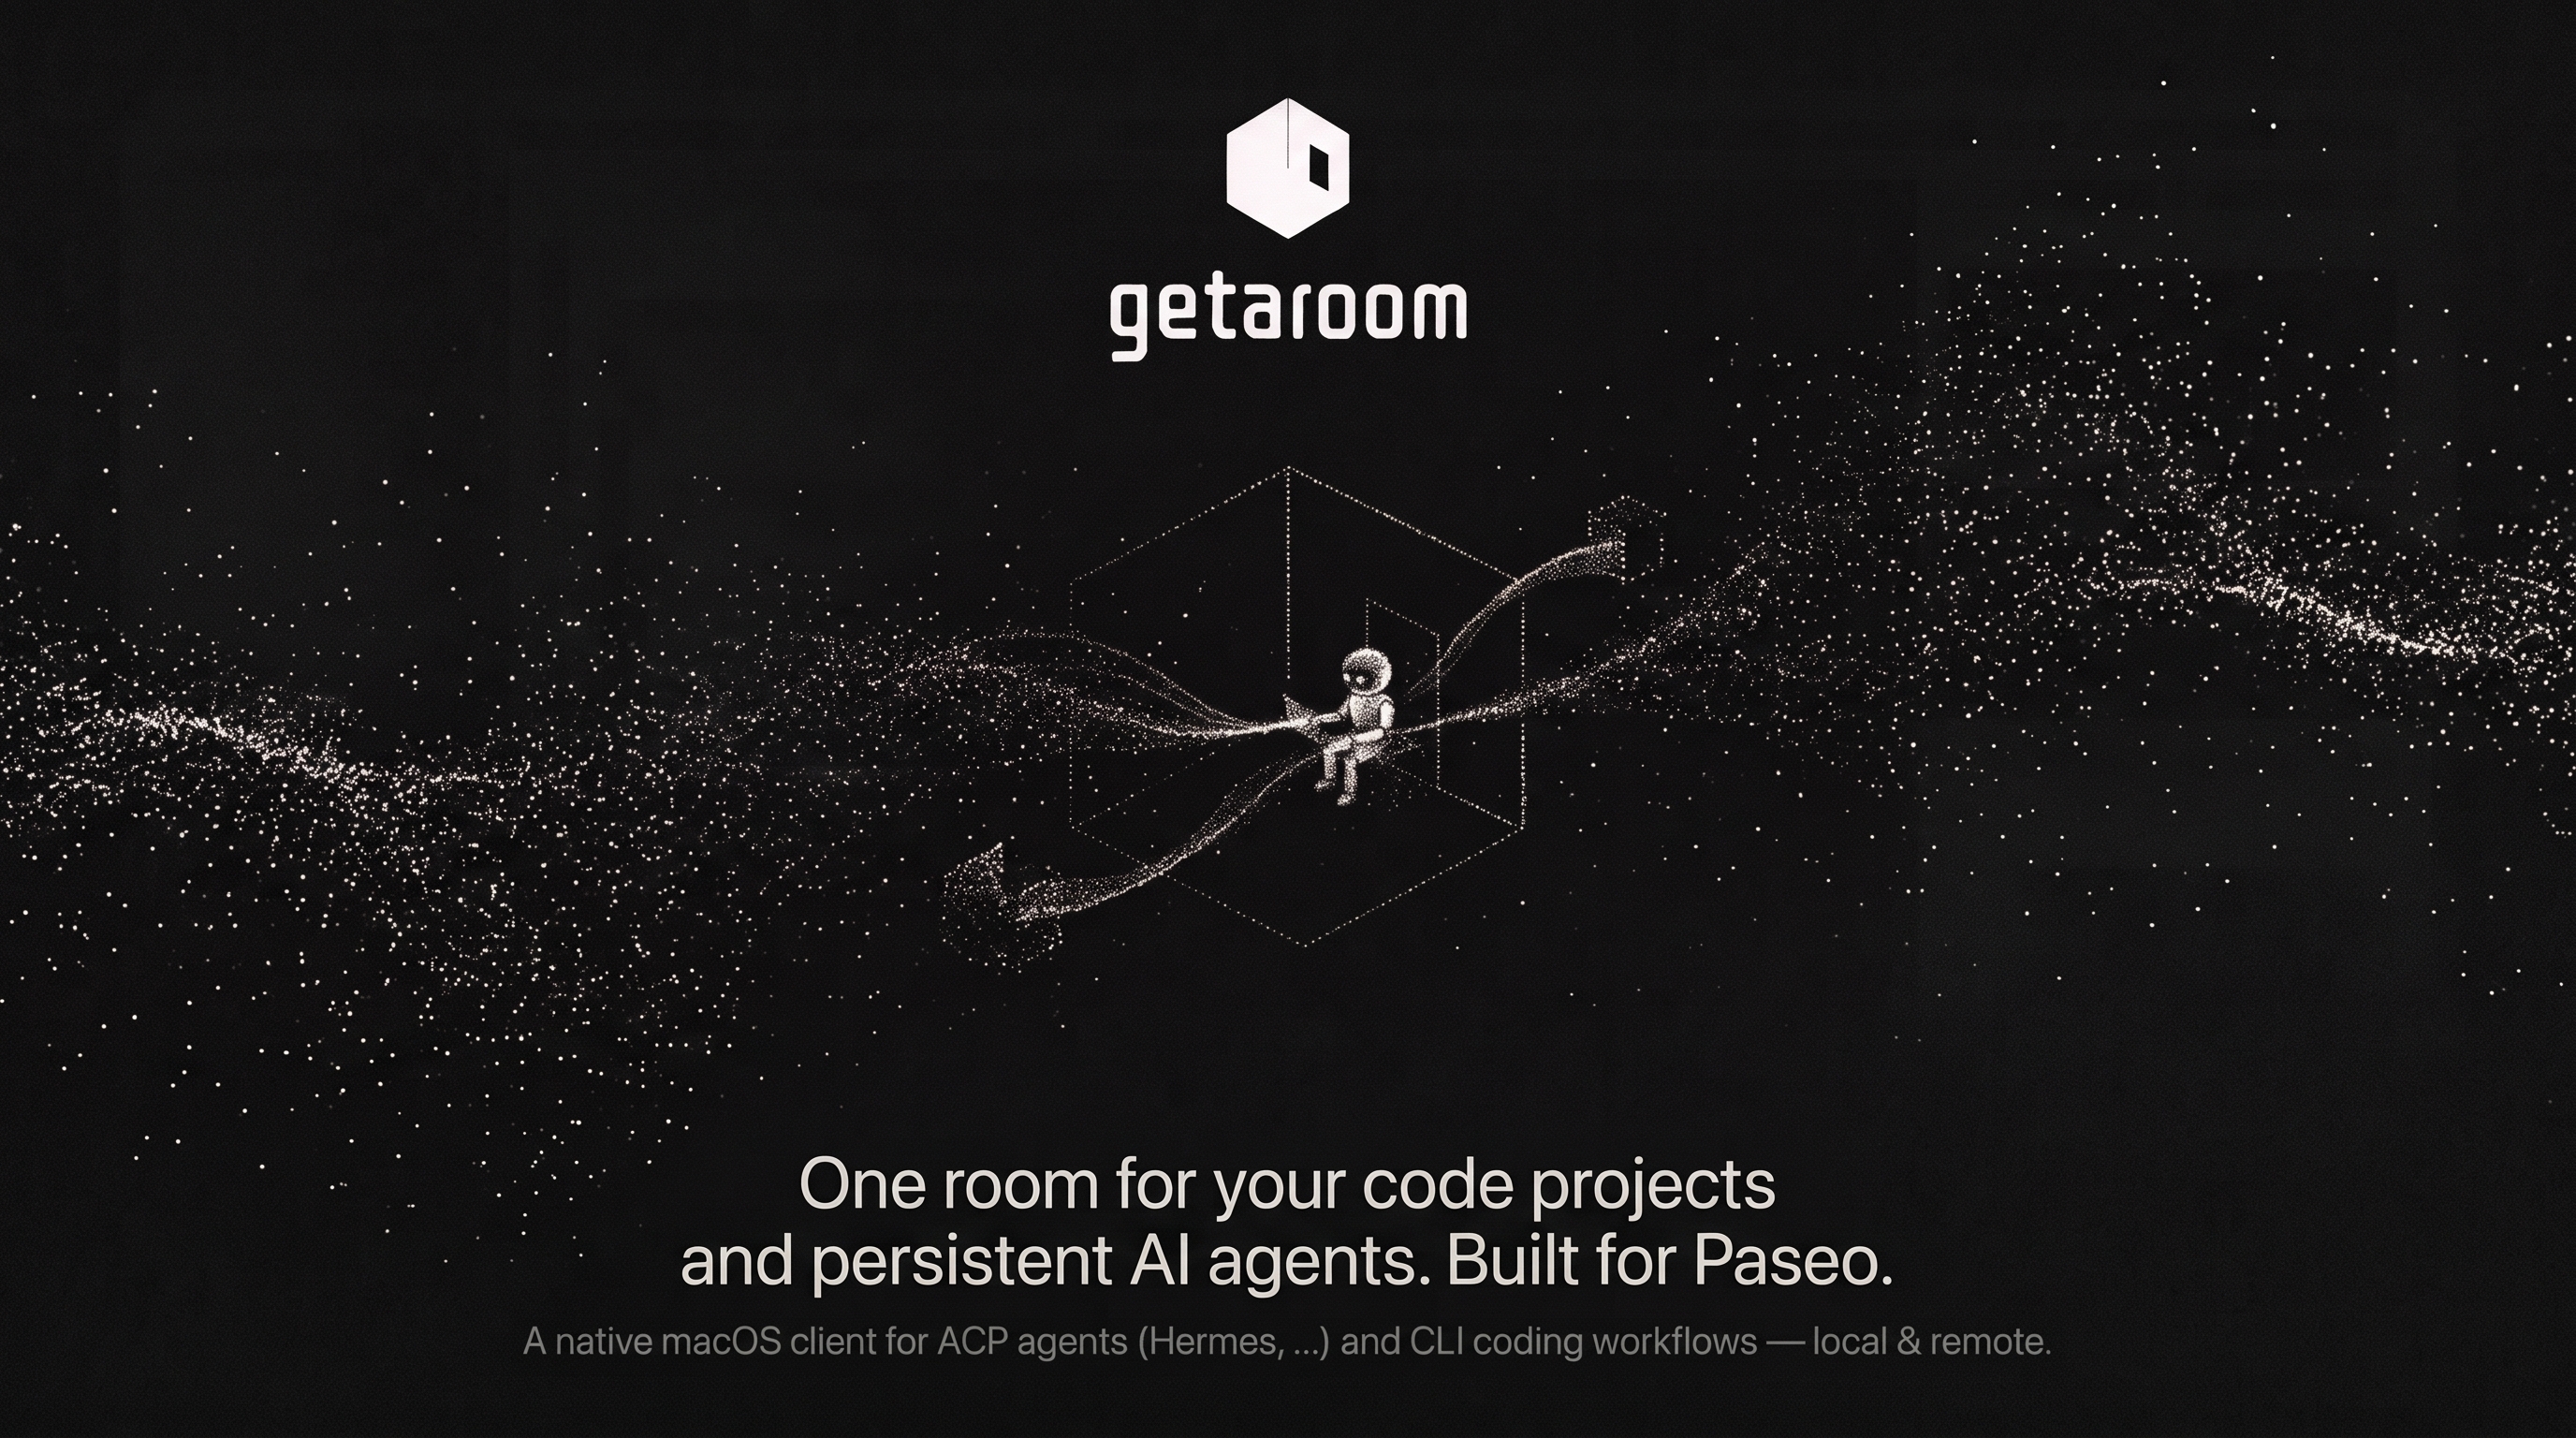 getaroom
One room for your code projects
and persistent AI agents. Built for Paseo.
A native macOS client for ACP agents (Hermes, ...) and CLI coding workflows — local & remote.